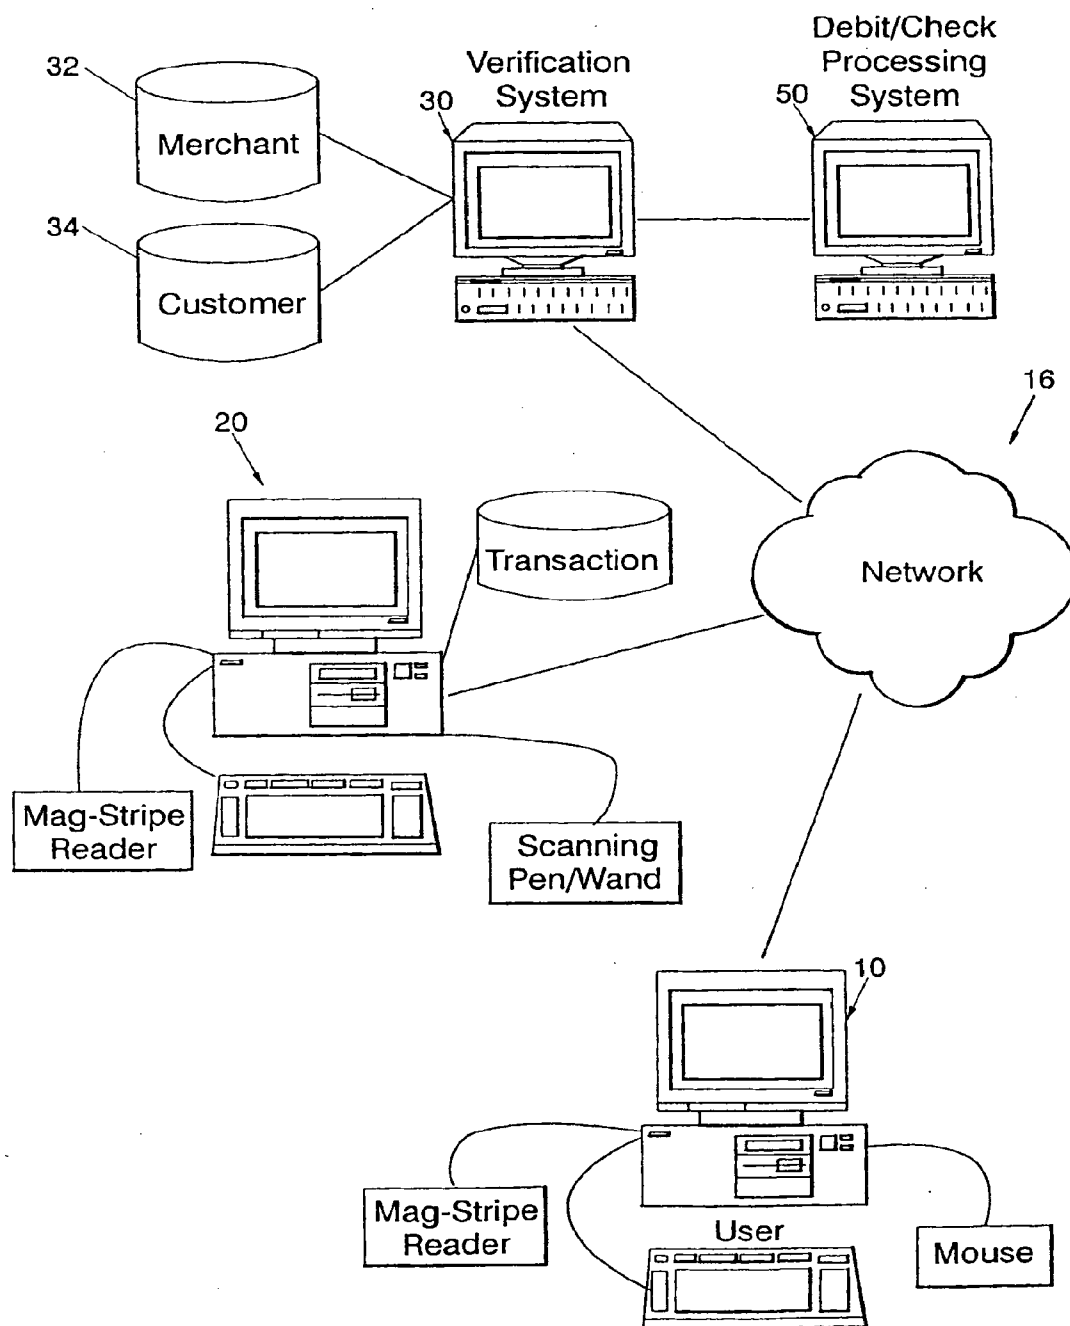 Debit/Check
Processing
System
50
Verification
System
30
32
Merchant
34
Customer
16
Network
20
Transaction
Mag-Stripe
Reader
Scanning
Pen/Wand
10
Mag-Stripe
Reader
User
Mouse